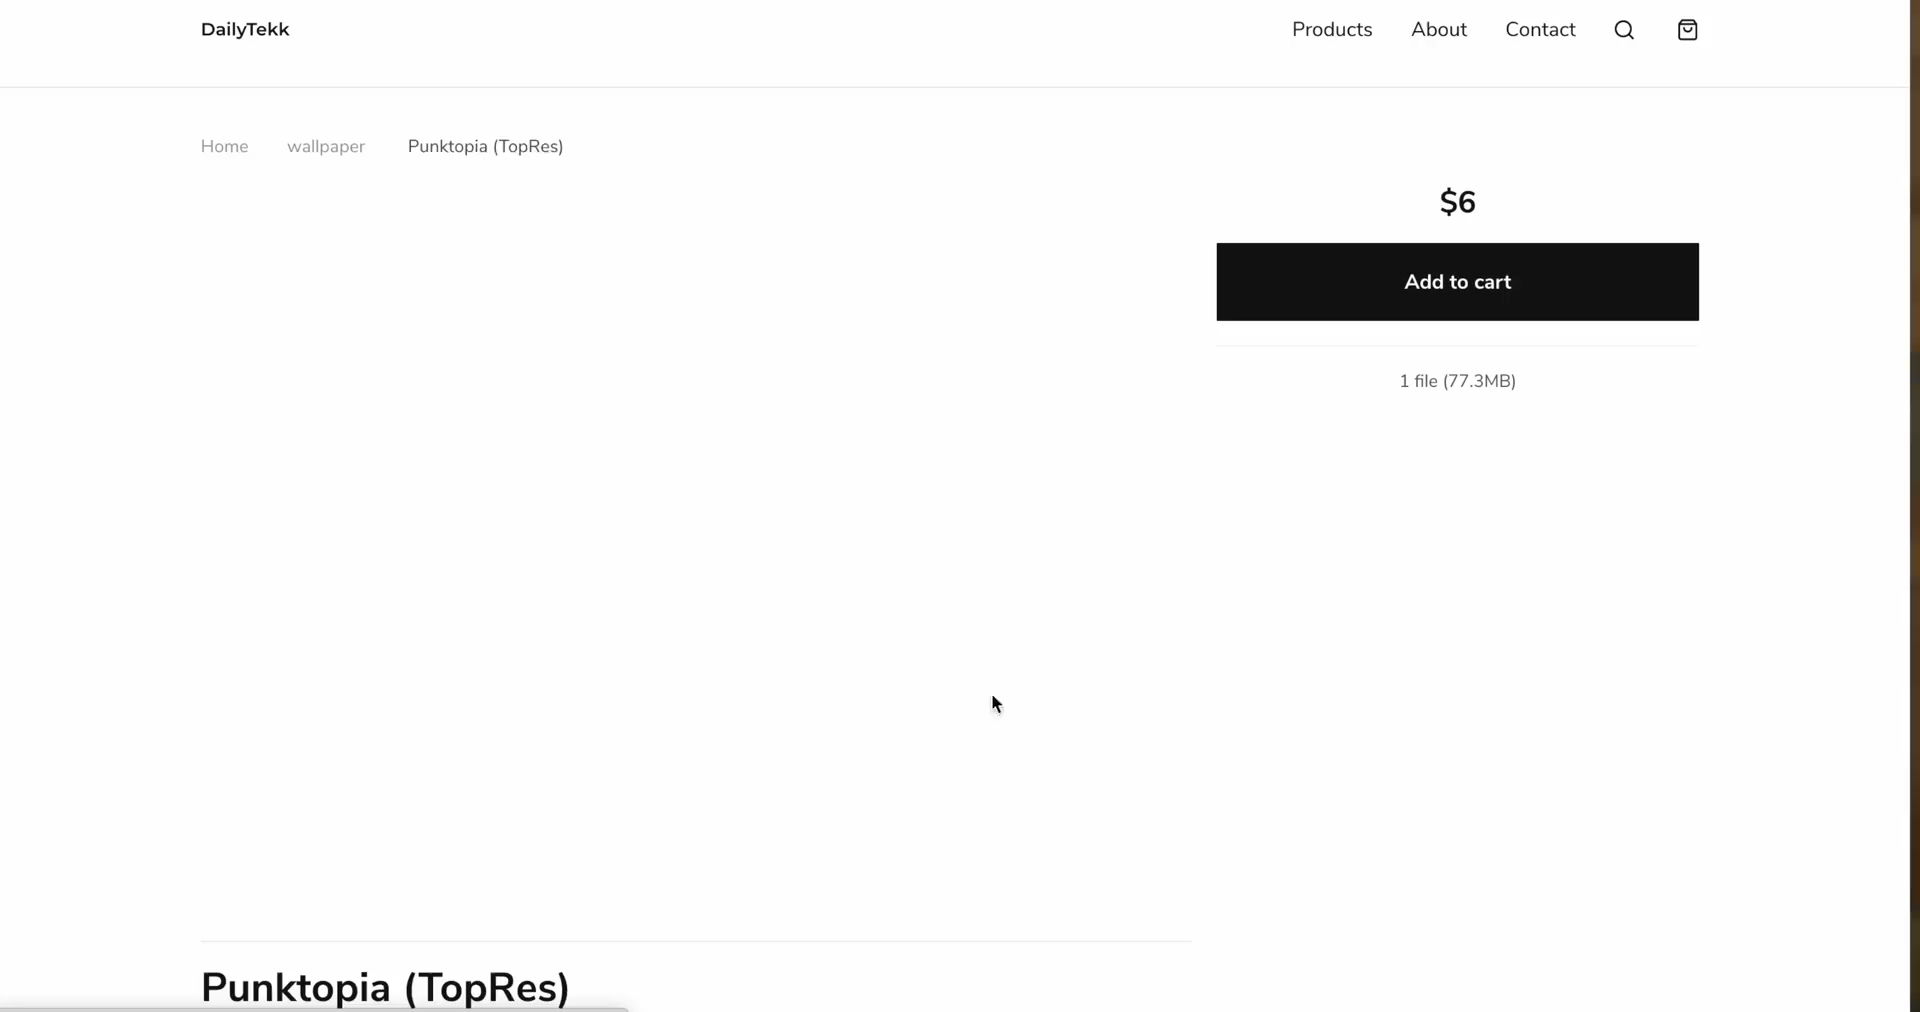 DailyTekk
Products About Contact
Home wallpaper Punktopia (TopRes)
$6
Add to cart
1 file (77.3MB)
Punktopia (TopRes)